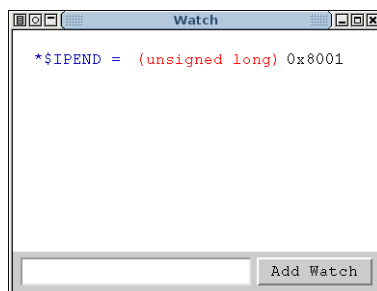 Watch
*$IPEND = (unsigned long) 0x8001
Add Watch